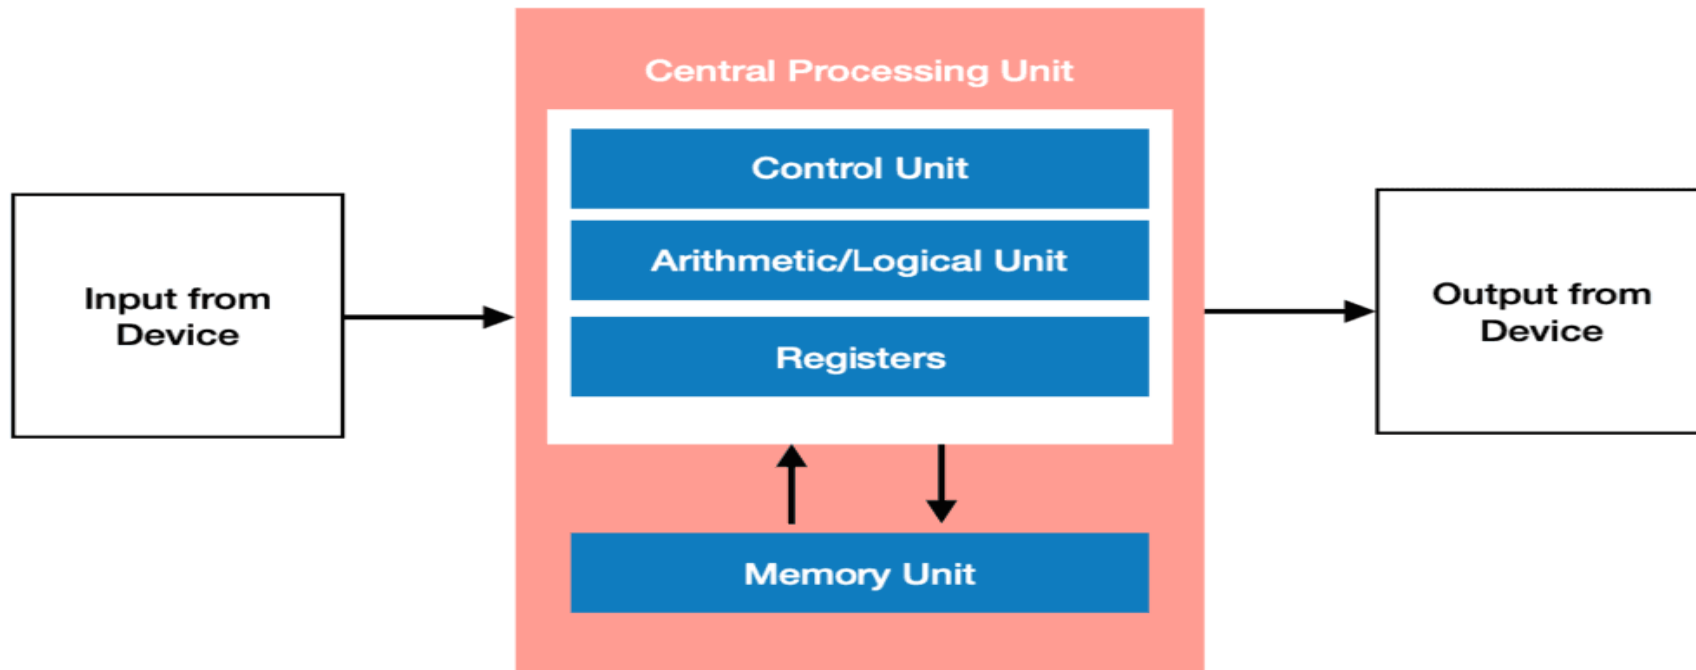 Central Processing Unit
Control Unit
Arithmetic/Logical Unit
Registers
Memory Unit
Input from
Device
Output from
Device